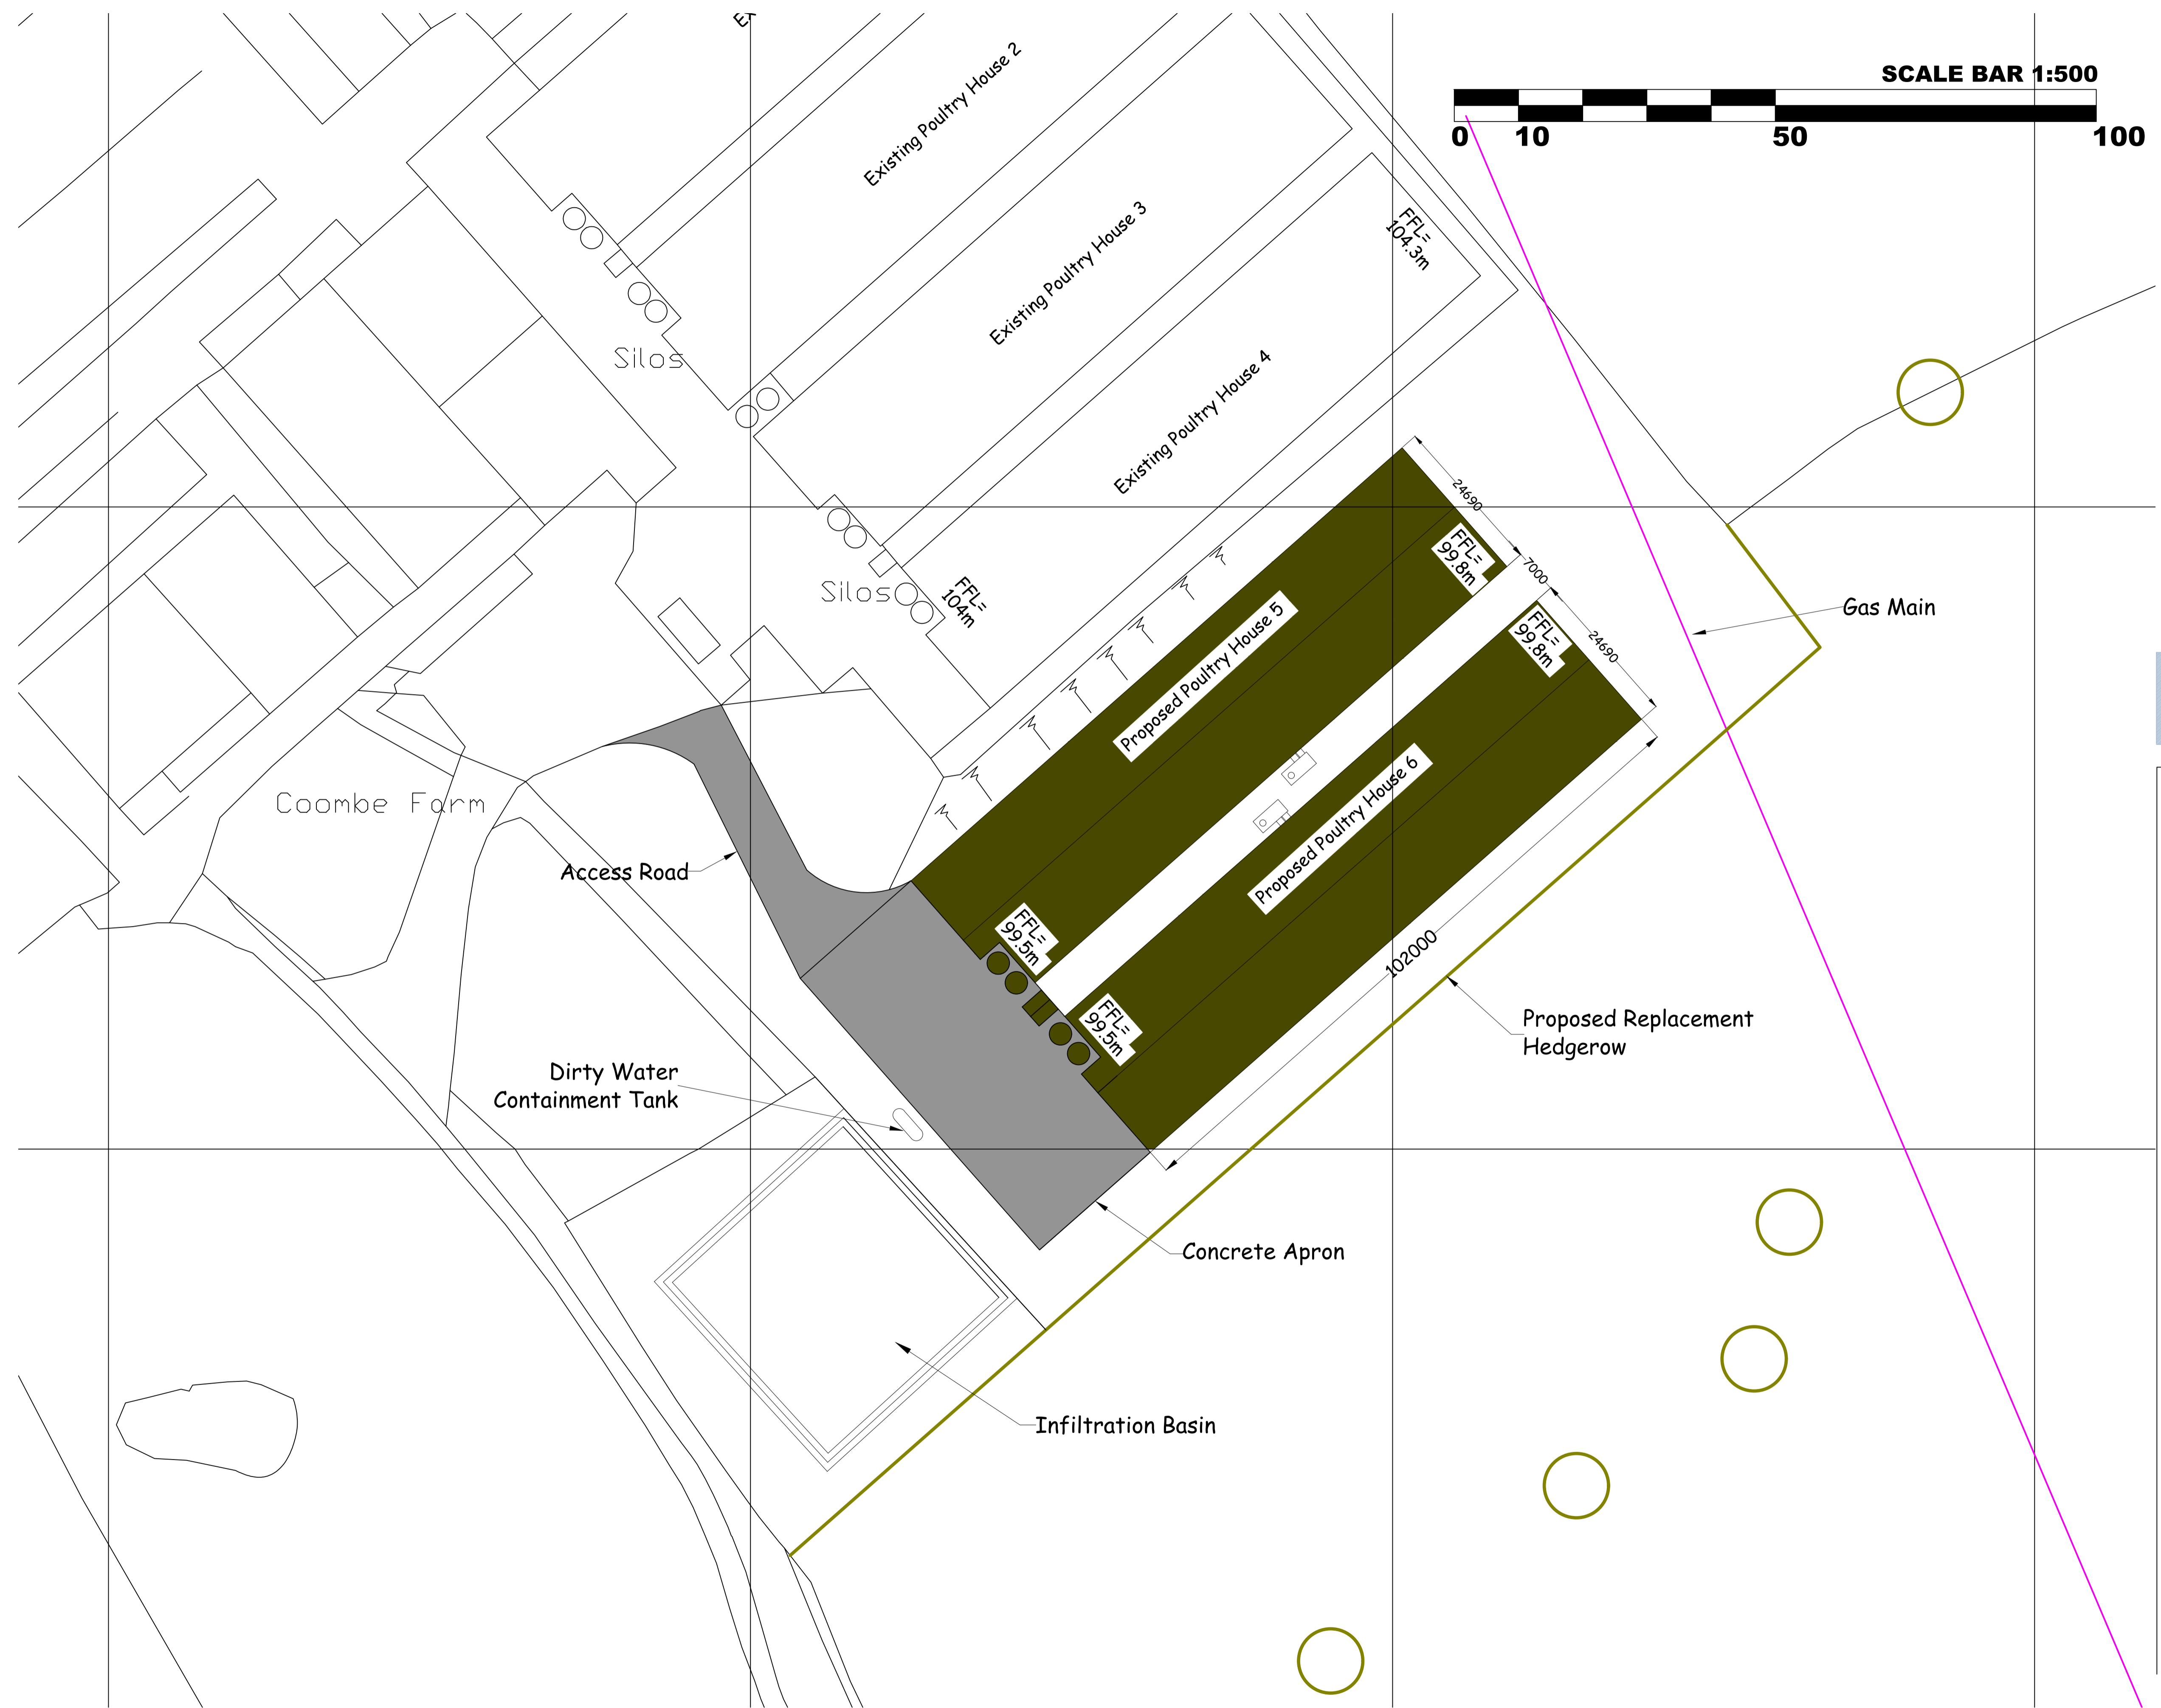 SCALE BAR 1:500
0 10 50 100
Existing Poultry House 2
Existing Poultry House 3
Existing Poultry House 4
FFL=
104.3m
Silos
Silos
FFL=
104m
24690
7000
24690
FFL=
99.8m
FFL=
99.8m
Proposed Poultry House 5
Proposed Poultry House 6
Gas Main
Coombe Farm
Access Road
FFL=
99.5m
FFL=
99.5m
102000
Proposed Replacement
Hedgerow
Dirty Water
Containment Tank
Concrete Apron
Infiltration Basin